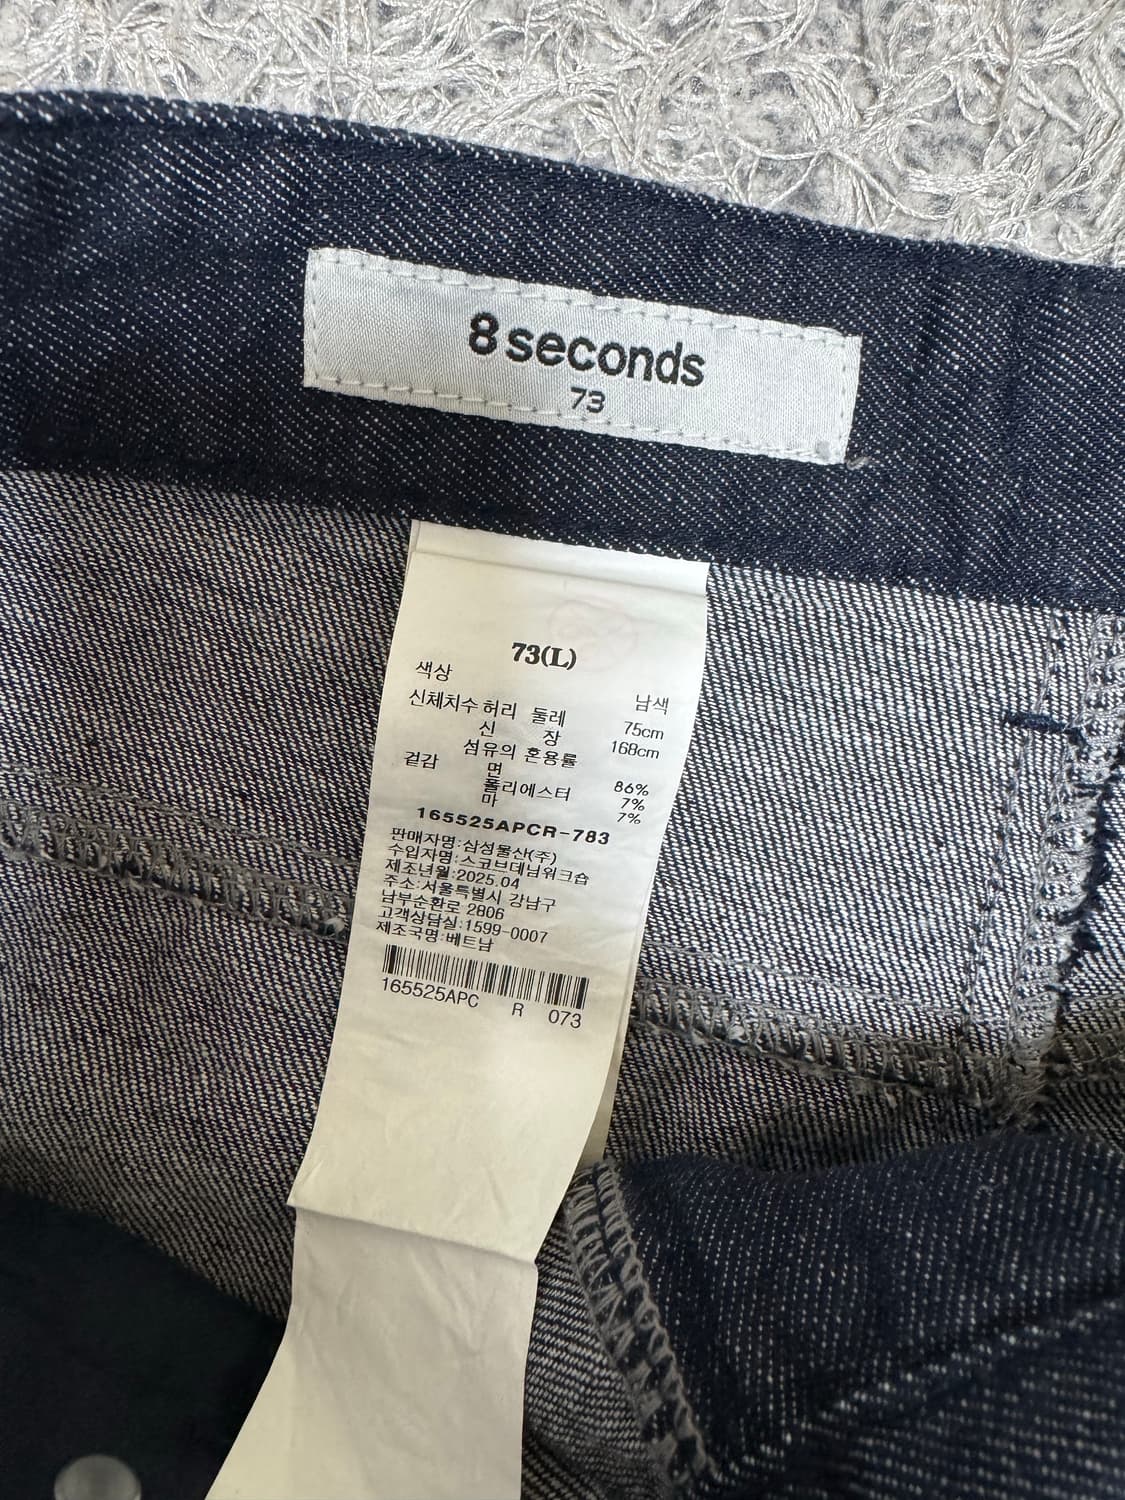 8 seconds
73
73(L)
색상 남색
신체치수 허리 둘레 75cm
신 장 168cm
섬유의 혼용률
겉감 면 86%
폴리에스터 7%
마 7%
165525APCR-783
판매자명:삼성물산(주)
수입자명:스코브데님워크숍
제조년월:2025.04
주소:서울특별시 강남구
남부순환로 2806
고객상담실:1599-0007
제조국명:베트남
165525APC R 073